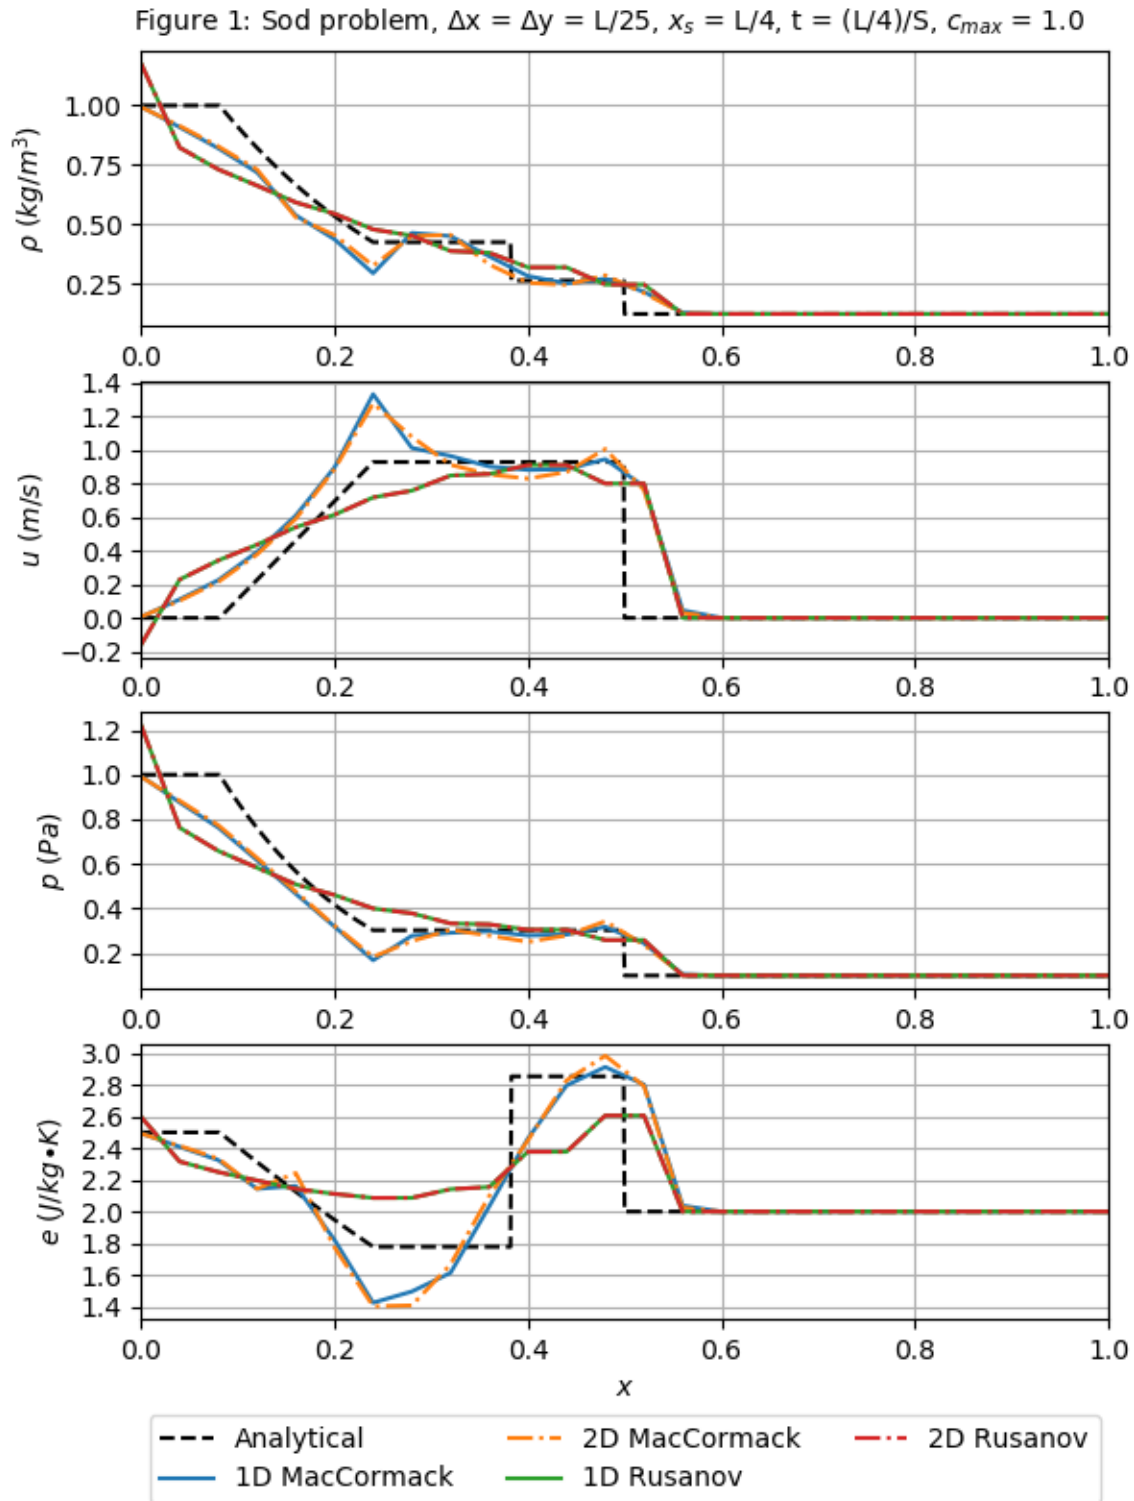 Figure 1: Sod problem, Δx = Δy = L/25, xₛ = L/4, t = (L/4)/S, cₘₐₓ = 1.0
ρ (kg/m³)
1.00
0.75
0.50
0.25
0.0 0.2 0.4 0.6 0.8 1.0
u (m/s)
1.4
1.2
1.0
0.8
0.6
0.4
0.2
0.0
−0.2
0.0 0.2 0.4 0.6 0.8 1.0
p (Pa)
1.2
1.0
0.8
0.6
0.4
0.2
0.0 0.2 0.4 0.6 0.8 1.0
e (J/kg•K)
3.0
2.8
2.6
2.4
2.2
2.0
1.8
1.6
1.4
0.0 0.2 0.4 0.6 0.8 1.0
x
Analytical 2D MacCormack 2D Rusanov
1D MacCormack 1D Rusanov